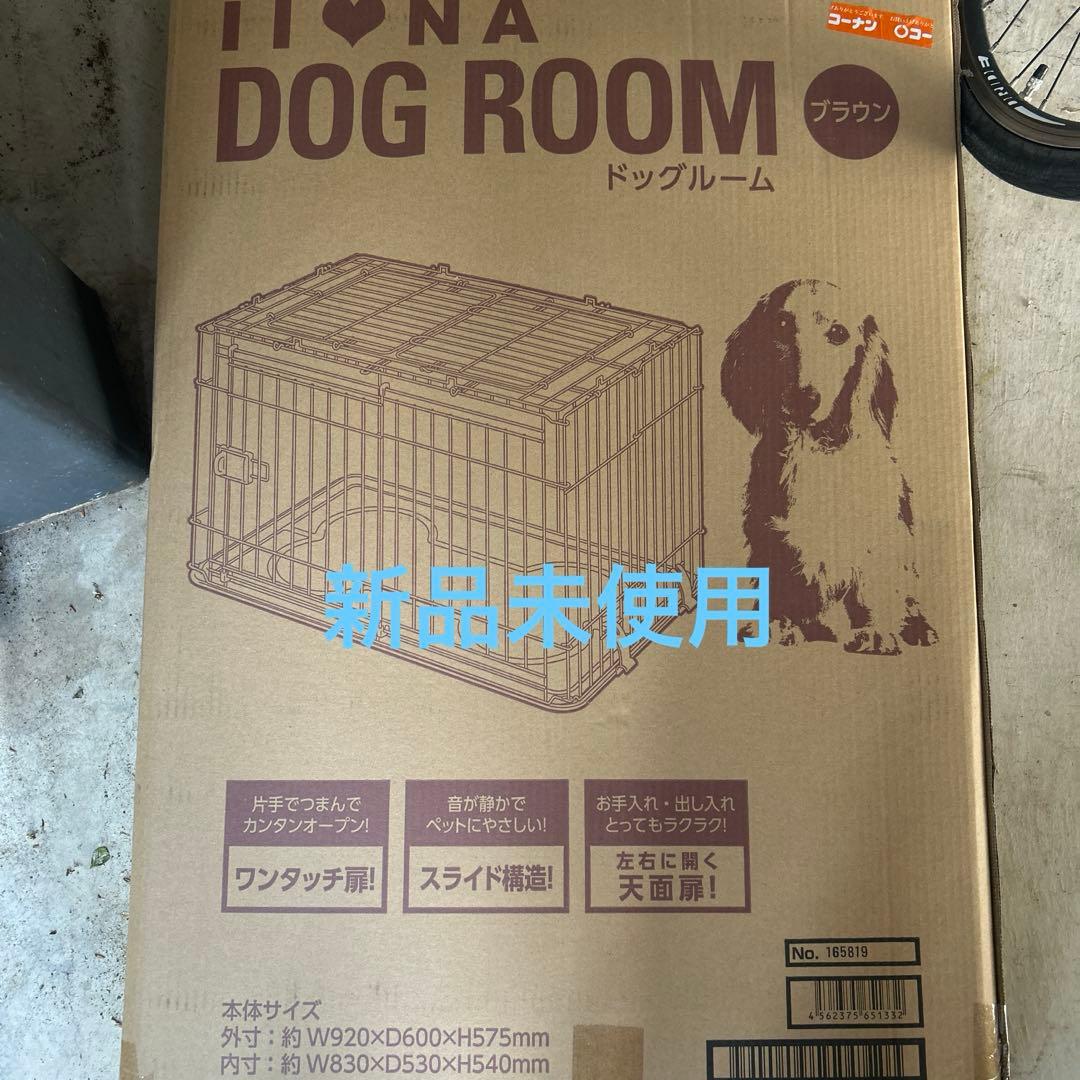 コーナン
DOG ROOM
ブラウン
ドッグルーム
新品未使用
片手でつまんで
カンタンオープン!
ワンタッチ扉!
音が静かで
ペットにやさしい!
スライド構造!
お手入れ・出し入れ
とってもラクラク!
左右に開く
天面扉!
No. 165819
4 562375 651332
本体サイズ
外寸：約 W920×D600×H575mm
内寸：約 W830×D530×H540mm